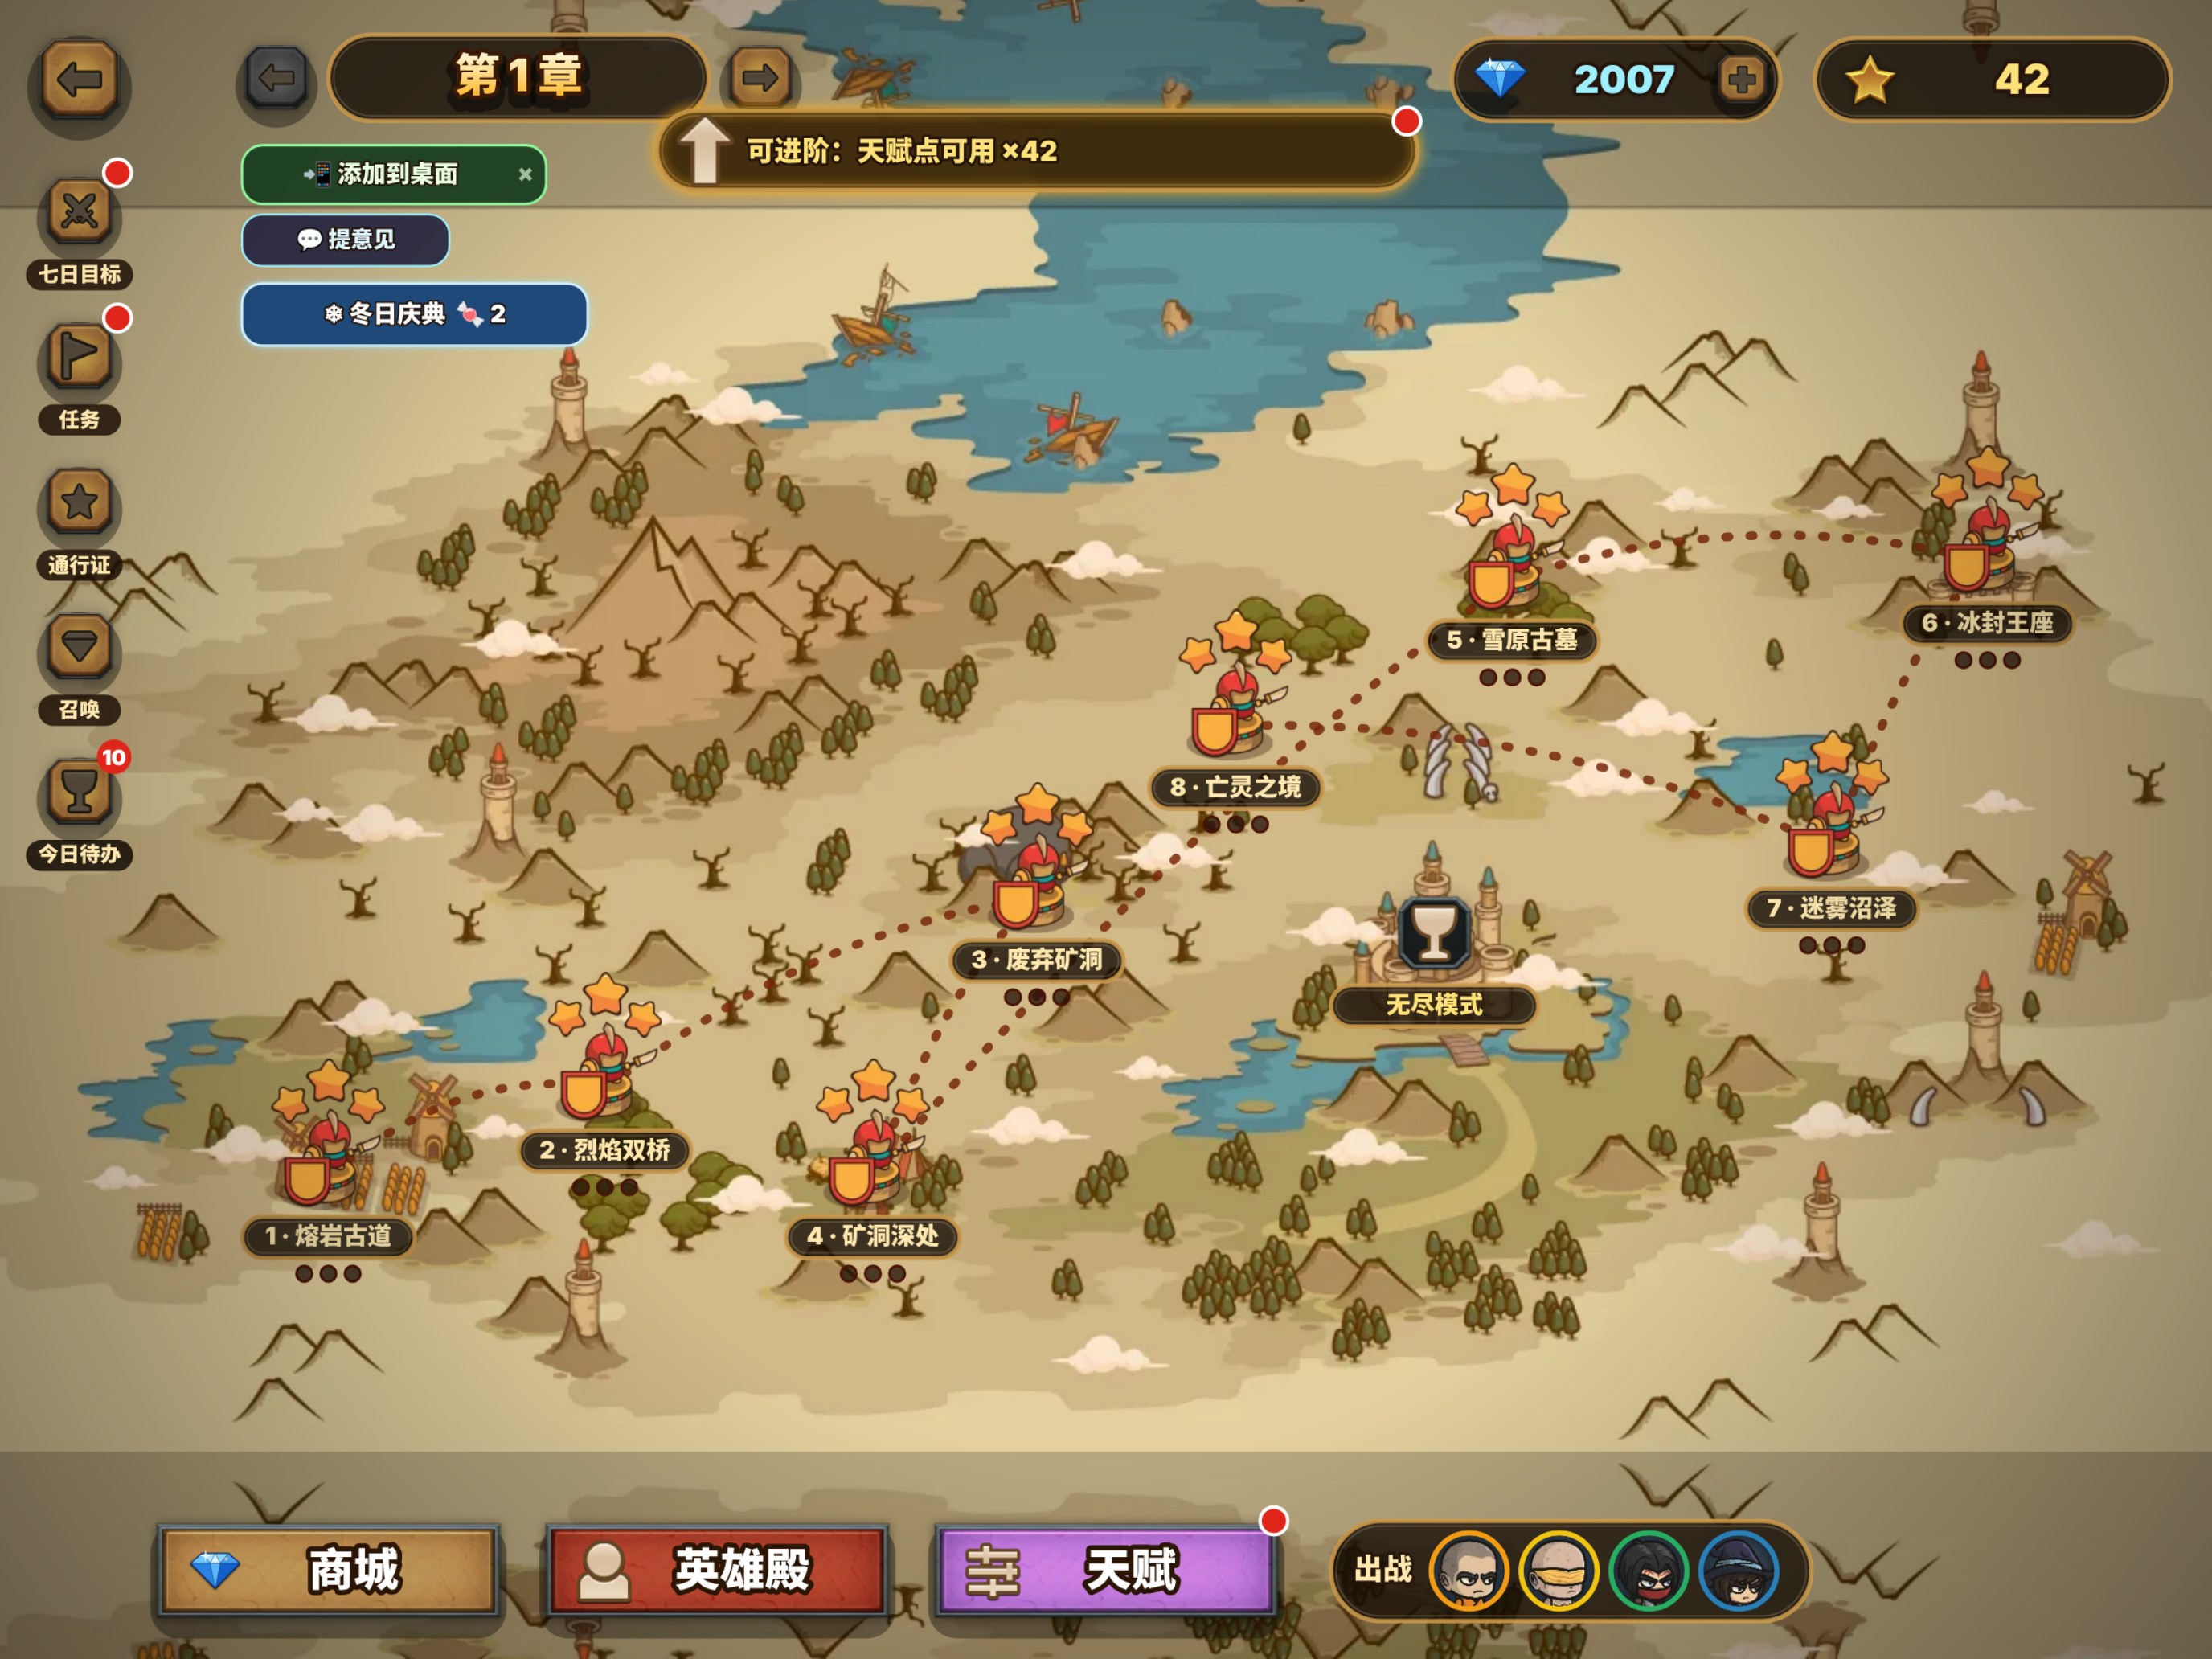 第1章
2007
42
可进阶：天赋点可用 ×42
添加到桌面 ×
提意见
冬日庆典 2
七日目标
任务
通行证
召唤
10
今日待办
5·雪原古墓
6·冰封王座
8·亡灵之境
7·迷雾沼泽
3·废弃矿洞
无尽模式
2·烈焰双桥
1·熔岩古道
4·矿洞深处
商城
英雄殿
天赋
出战